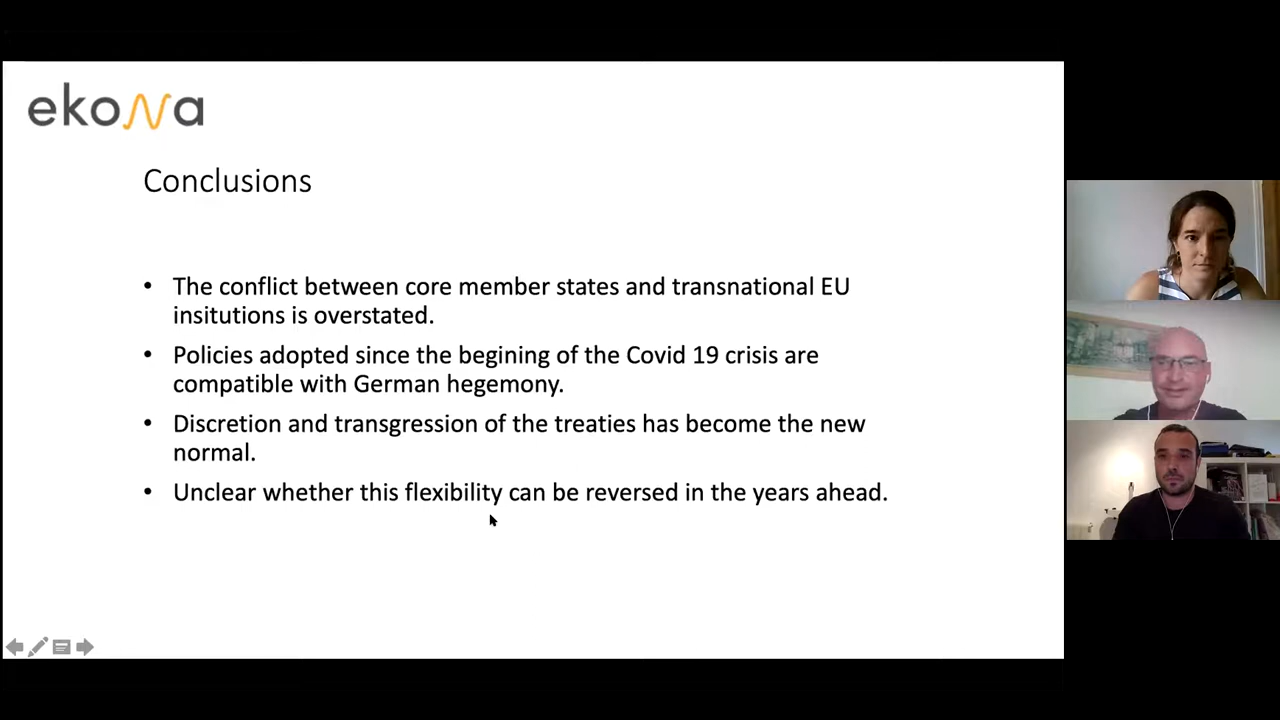 ekona
Conclusions
• The conflict between core member states and transnational EU
insitutions is overstated.
• Policies adopted since the begining of the Covid 19 crisis are
compatible with German hegemony.
• Discretion and transgression of the treaties has become the new
normal.
• Unclear whether this flexibility can be reversed in the years ahead.